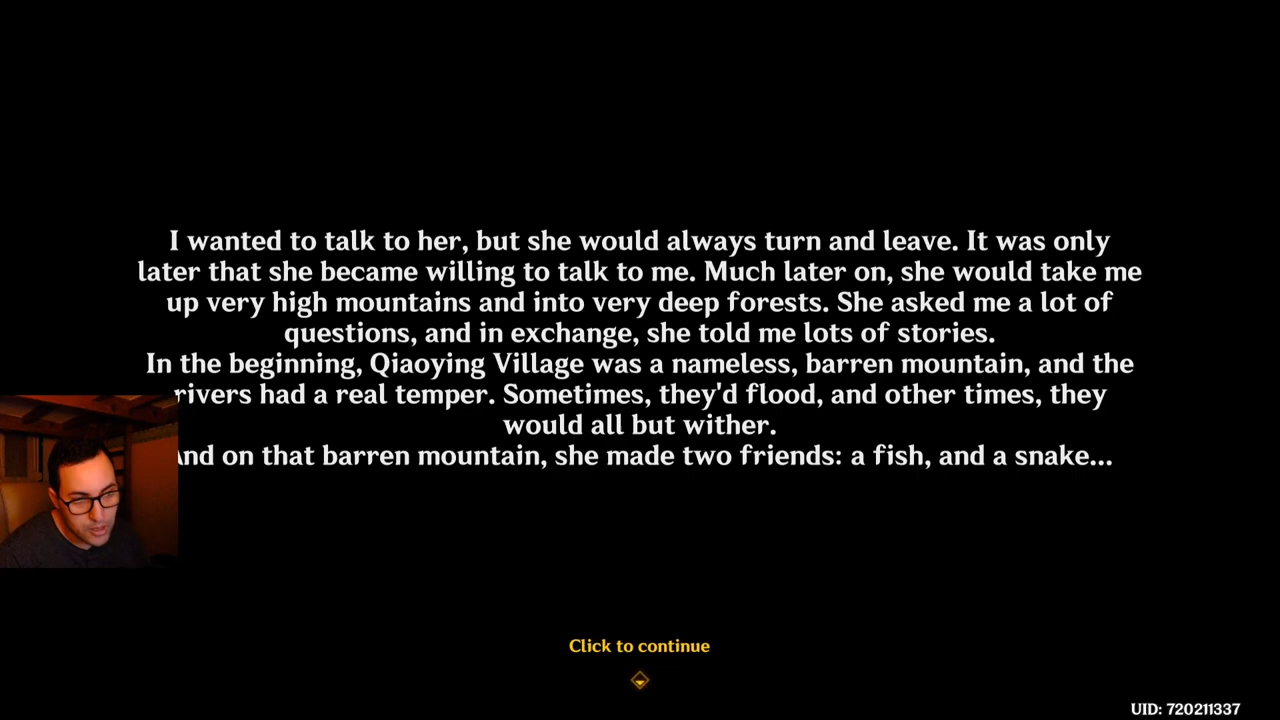 I wanted to talk to her, but she would always turn and leave. It was only
later that she became willing to talk to me. Much later on, she would take me
up very high mountains and into very deep forests. She asked me a lot of
questions, and in exchange, she told me lots of stories.
In the beginning, Qiaoying Village was a nameless, barren mountain, and the
rivers had a real temper. Sometimes, they'd flood, and other times, they
would all but wither.
And on that barren mountain, she made two friends: a fish, and a snake...
Click to continue
UID: 720211337